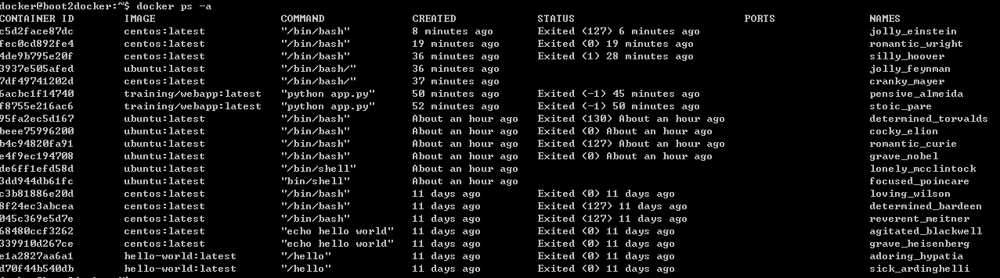 docker@boot2docker:~$ docker ps -a
CONTAINER ID IMAGE COMMAND CREATED STATUS PORTS NAMES
c5d2face87dc centos:latest "/bin/bash" 8 minutes ago Exited (127) 6 minutes ago jolly_einstein
fec0cd892fe4 centos:latest "/bin/bash" 19 minutes ago Exited (0) 19 minutes ago romantic_wright
4de9b795e20f centos:latest "/bin/bash" 36 minutes ago Exited (1) 28 minutes ago silly_hoover
3937e505afed ubuntu:latest "/bin/bash/" 36 minutes ago jolly_feynman
7df49741202d centos:latest "/bin/bash/" 37 minutes ago cranky_mayer
6acbc1f14740 training/webapp:latest "python app.py" 50 minutes ago Exited (-1) 45 minutes ago pensive_almeida
f8755e216ac6 training/webapp:latest "python app.py" 52 minutes ago Exited (-1) 50 minutes ago stoic_pare
95fa2ec5d167 ubuntu:latest "/bin/bash" About an hour ago Exited (130) About an hour ago determined_torvalds
beee75996200 ubuntu:latest "/bin/bash" About an hour ago Exited (0) About an hour ago cocky_elion
b4c94820fa91 ubuntu:latest "/bin/bash" About an hour ago Exited (127) About an hour ago romantic_curie
e4f9ec194708 ubuntu:latest "/bin/bash" About an hour ago Exited (0) About an hour ago grave_nobel
de6ff1efd58d ubuntu:latest "/bin/shell" About an hour ago lonely_mcclintock
3dd944db61fc ubuntu:latest "bin/shell" About an hour ago focused_poincare
c3b81886e20d centos:latest "/bin/bash" 11 days ago Exited (0) 11 days ago loving_wilson
8f24ec3abcea centos:latest "/bin/bash" 11 days ago Exited (127) 11 days ago determined_bardeen
045c369e5d7e centos:latest "/bin/bash" 11 days ago Exited (127) 11 days ago reverent_meitner
68480ccf3262 centos:latest "echo hello world" 11 days ago Exited (0) 11 days ago agitated_blackwell
339910d267ce centos:latest "echo hello world" 11 days ago Exited (0) 11 days ago grave_heisenberg
e1a2827aa6a1 hello-world:latest "/hello" 11 days ago Exited (0) 11 days ago adoring_hypatia
d70f44b540db hello-world:latest "/hello" 11 days ago Exited (0) 11 days ago sick_ardinghelli